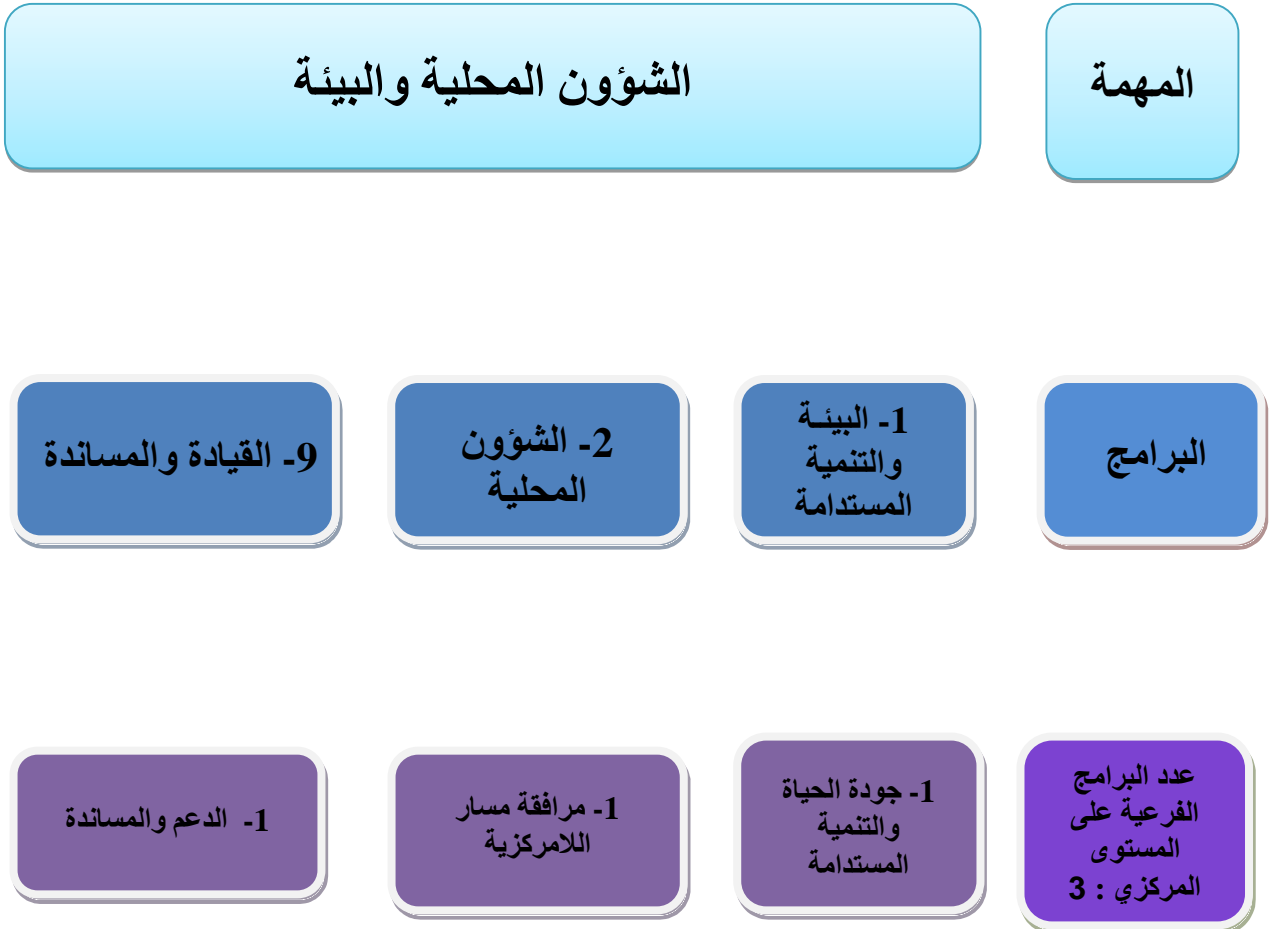 المهمة
الشؤون المحلية والبيئة
البرامج
1- البيئة
والتنمية
المستدامة
2- الشؤون
المحلية
9- القيادة والمساندة
عدد البرامج
الفرعية على
المستوى
المركزي : 3
1- جودة الحياة
والتنمية
المستدامة
1- مرافقة مسار
اللامركزية
1- الدعم والمساندة